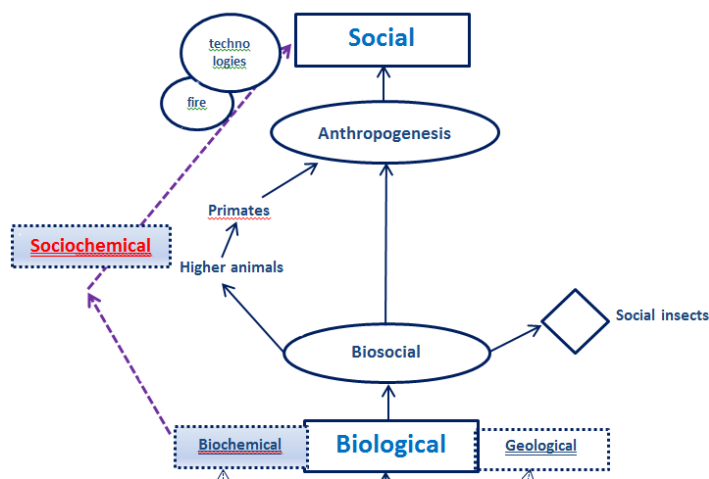 Social
techno
logies
fire
Anthropogenesis
Primates
Sociochemical
Higher animals
Social insects
Biosocial
Biochemical
Biological
Geological